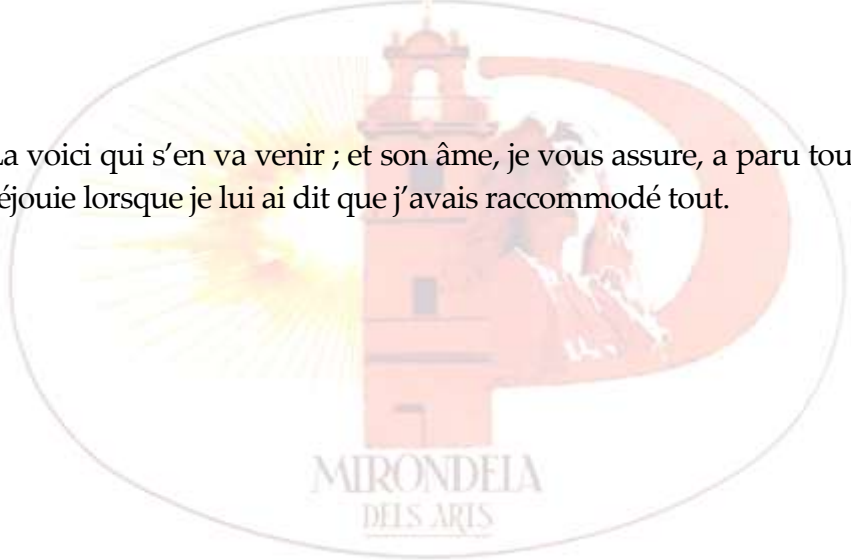 La voici qui s'en va venir ; et son âme, je vous assure, a paru tou
éjouie lorsque je lui ai dit que j'avais raccommodé tout.
MIRONDELA
DELS ARTS